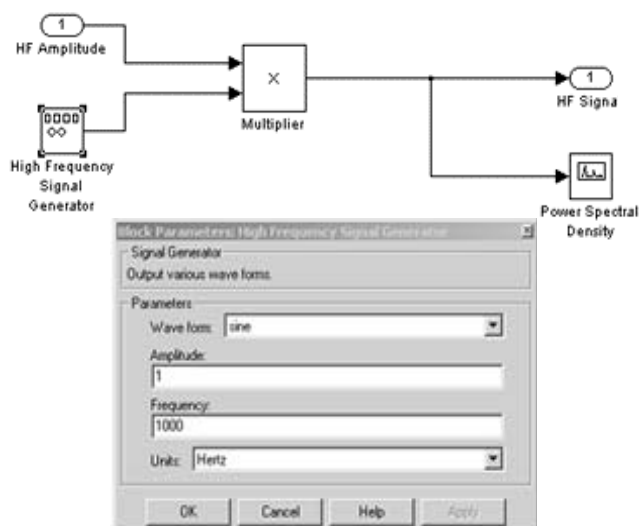 1
HF Amplitude
×
Multiplier
1
HF Signa
High Frequency
Signal
Generator
Power Spectral
Density
Block Parameters: High Frequency Signal Generator
Signal Generator
Output various wave forms.
Parameters
Wave form: sine
Amplitude:
1
Frequency:
1000
Units: Hertz
OK
Cancel
Help
Apply